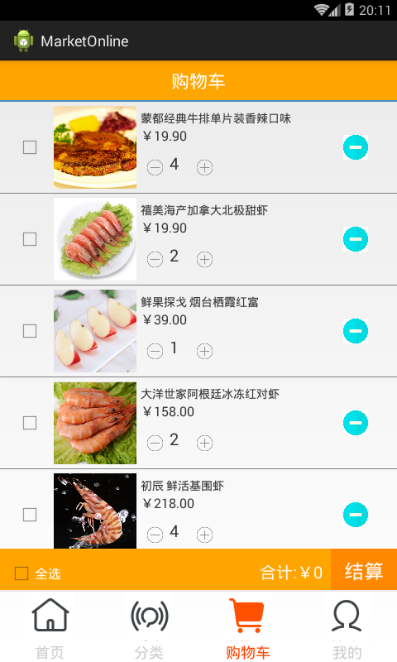 20:11
MarketOnline
购物车
蒙都经典牛排单片装香辣口味
￥19.90
4
禧美海产加拿大北极甜虾
￥19.90
2
鲜果探戈 烟台栖霞红富
￥39.00
1
大洋世家阿根廷冰冻红对虾
￥158.00
2
初辰 鲜活基围虾
￥218.00
4
全选
合计:￥0
结算
首页
分类
购物车
我的